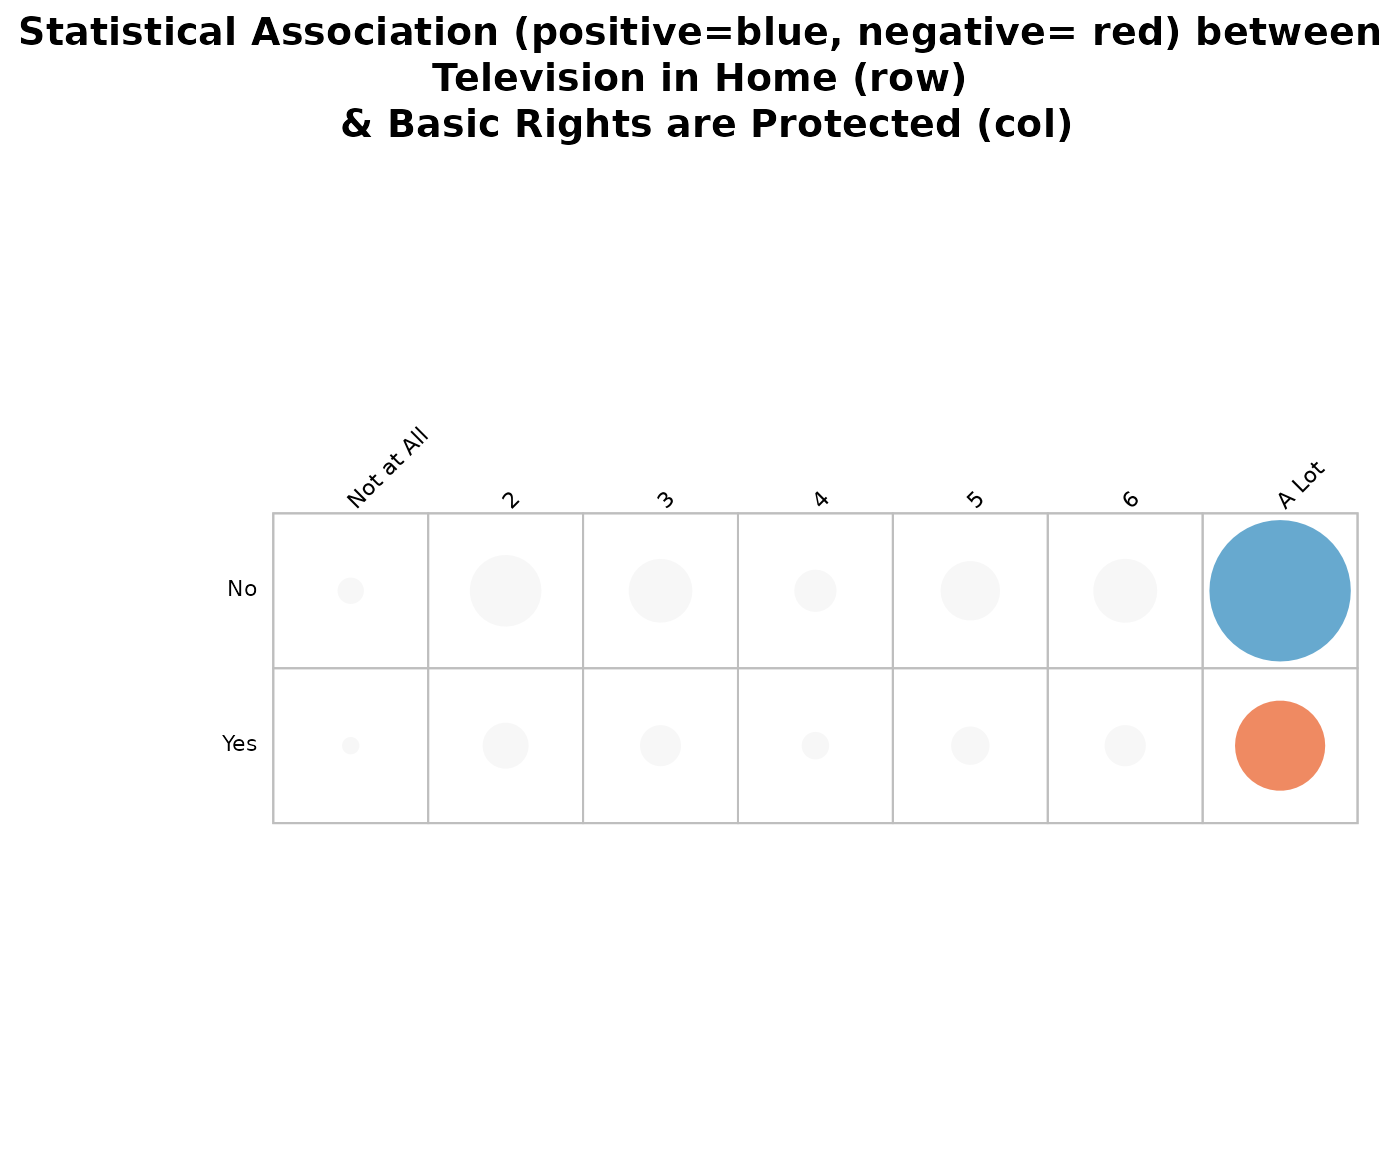 Statistical Association (positive=blue, negative= red) between
Television in Home (row)
& Basic Rights are Protected (col)
Not at All
2
3
4
5
6
A Lot
No
Yes